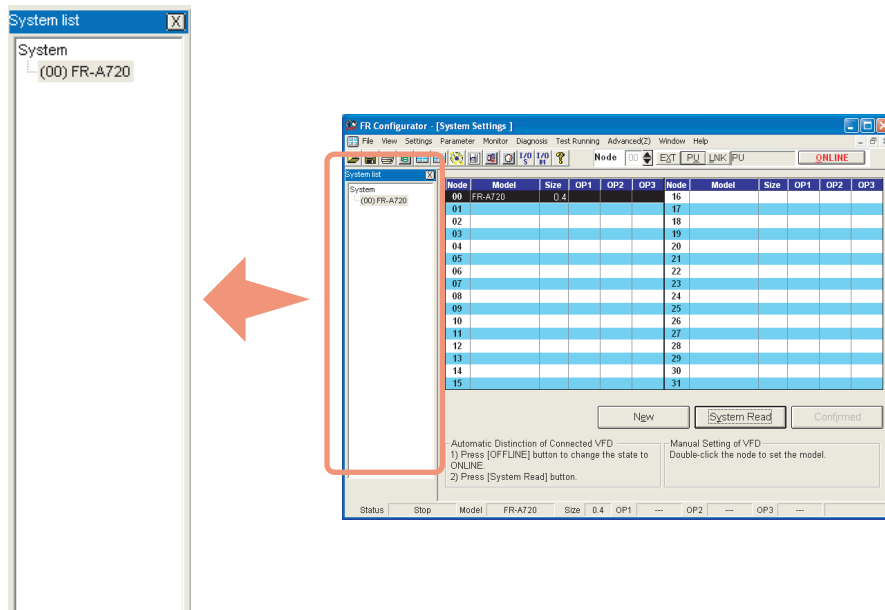 System list X
System
(00) FR-A720
FR Configurator - [System Settings ]
File View Settings Parameter Monitor Diagnosis Test Running Advanced(Z) Window Help
I/O S I/O M ? Node 00 EXT PU LNK PU ONLINE
System list X
System
(00) FR-A720
Node Model Size OP1 OP2 OP3 Node Model Size OP1 OP2 OP3
00 FR-A720 0.4 16
01 17
02 18
03 19
04 20
05 21
06 22
07 23
08 24
09 25
10 26
11 27
12 28
13 29
14 30
15 31
New System Read Confirmed
Automatic Distinction of Connected VFD
1) Press [OFFLINE] button to change the state to
ONLINE.
2) Press [System Read] button.
Manual Setting of VFD
Double-click the node to set the model.
Status Stop Model FR-A720 Size 0.4 OP1 --- OP2 --- OP3 ---